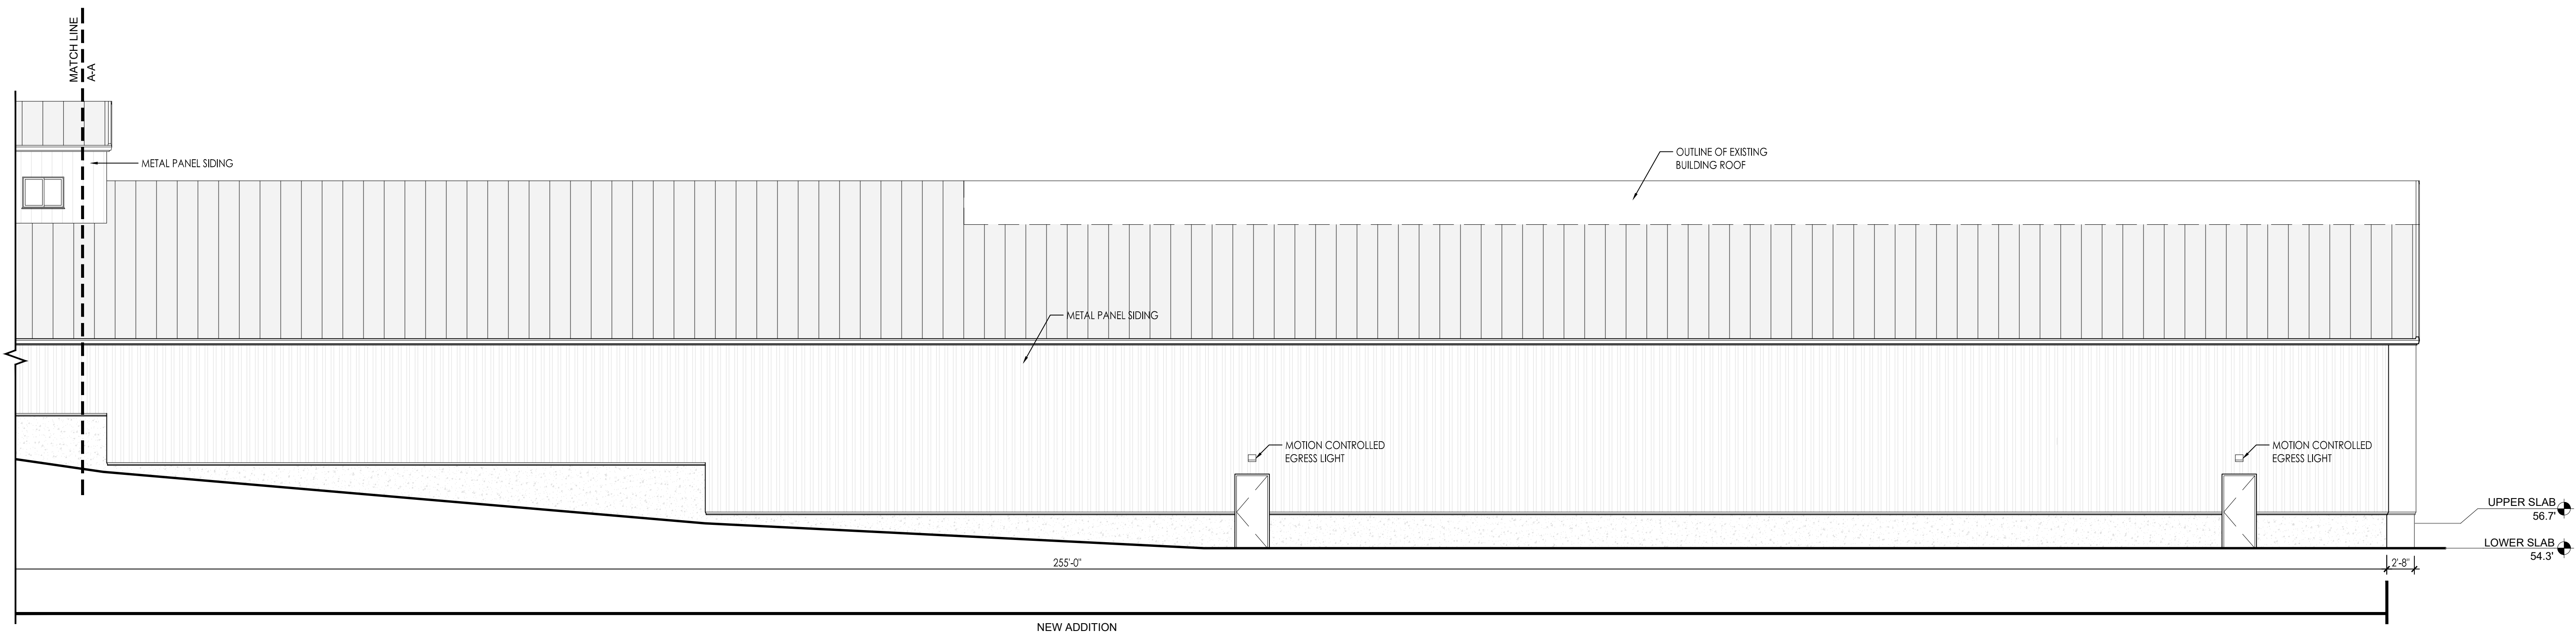 MATCH LINE
A-A
METAL PANEL SIDING
OUTLINE OF EXISTING
BUILDING ROOF
METAL PANEL SIDING
MOTION CONTROLLED
EGRESS LIGHT
MOTION CONTROLLED
EGRESS LIGHT
UPPER SLAB
56.7'
LOWER SLAB
54.3'
255'-0"
2'-8"
NEW ADDITION